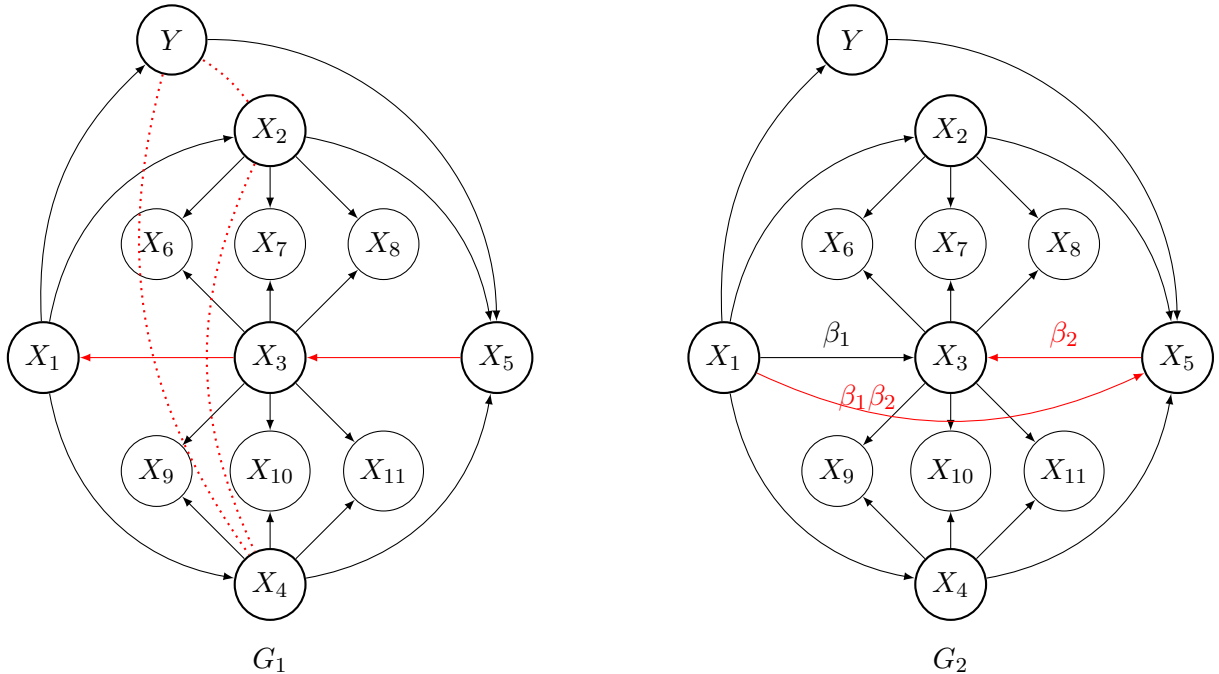 Y
X₂
X₆ X₇ X₈
X₁ X₃ X₅
X₉ X₁₀ X₁₁
X₄
G₁
Y
X₂
X₆ X₇ X₈
X₁ β₁ X₃ β₂ X₅
β₁β₂
X₉ X₁₀ X₁₁
X₄
G₂